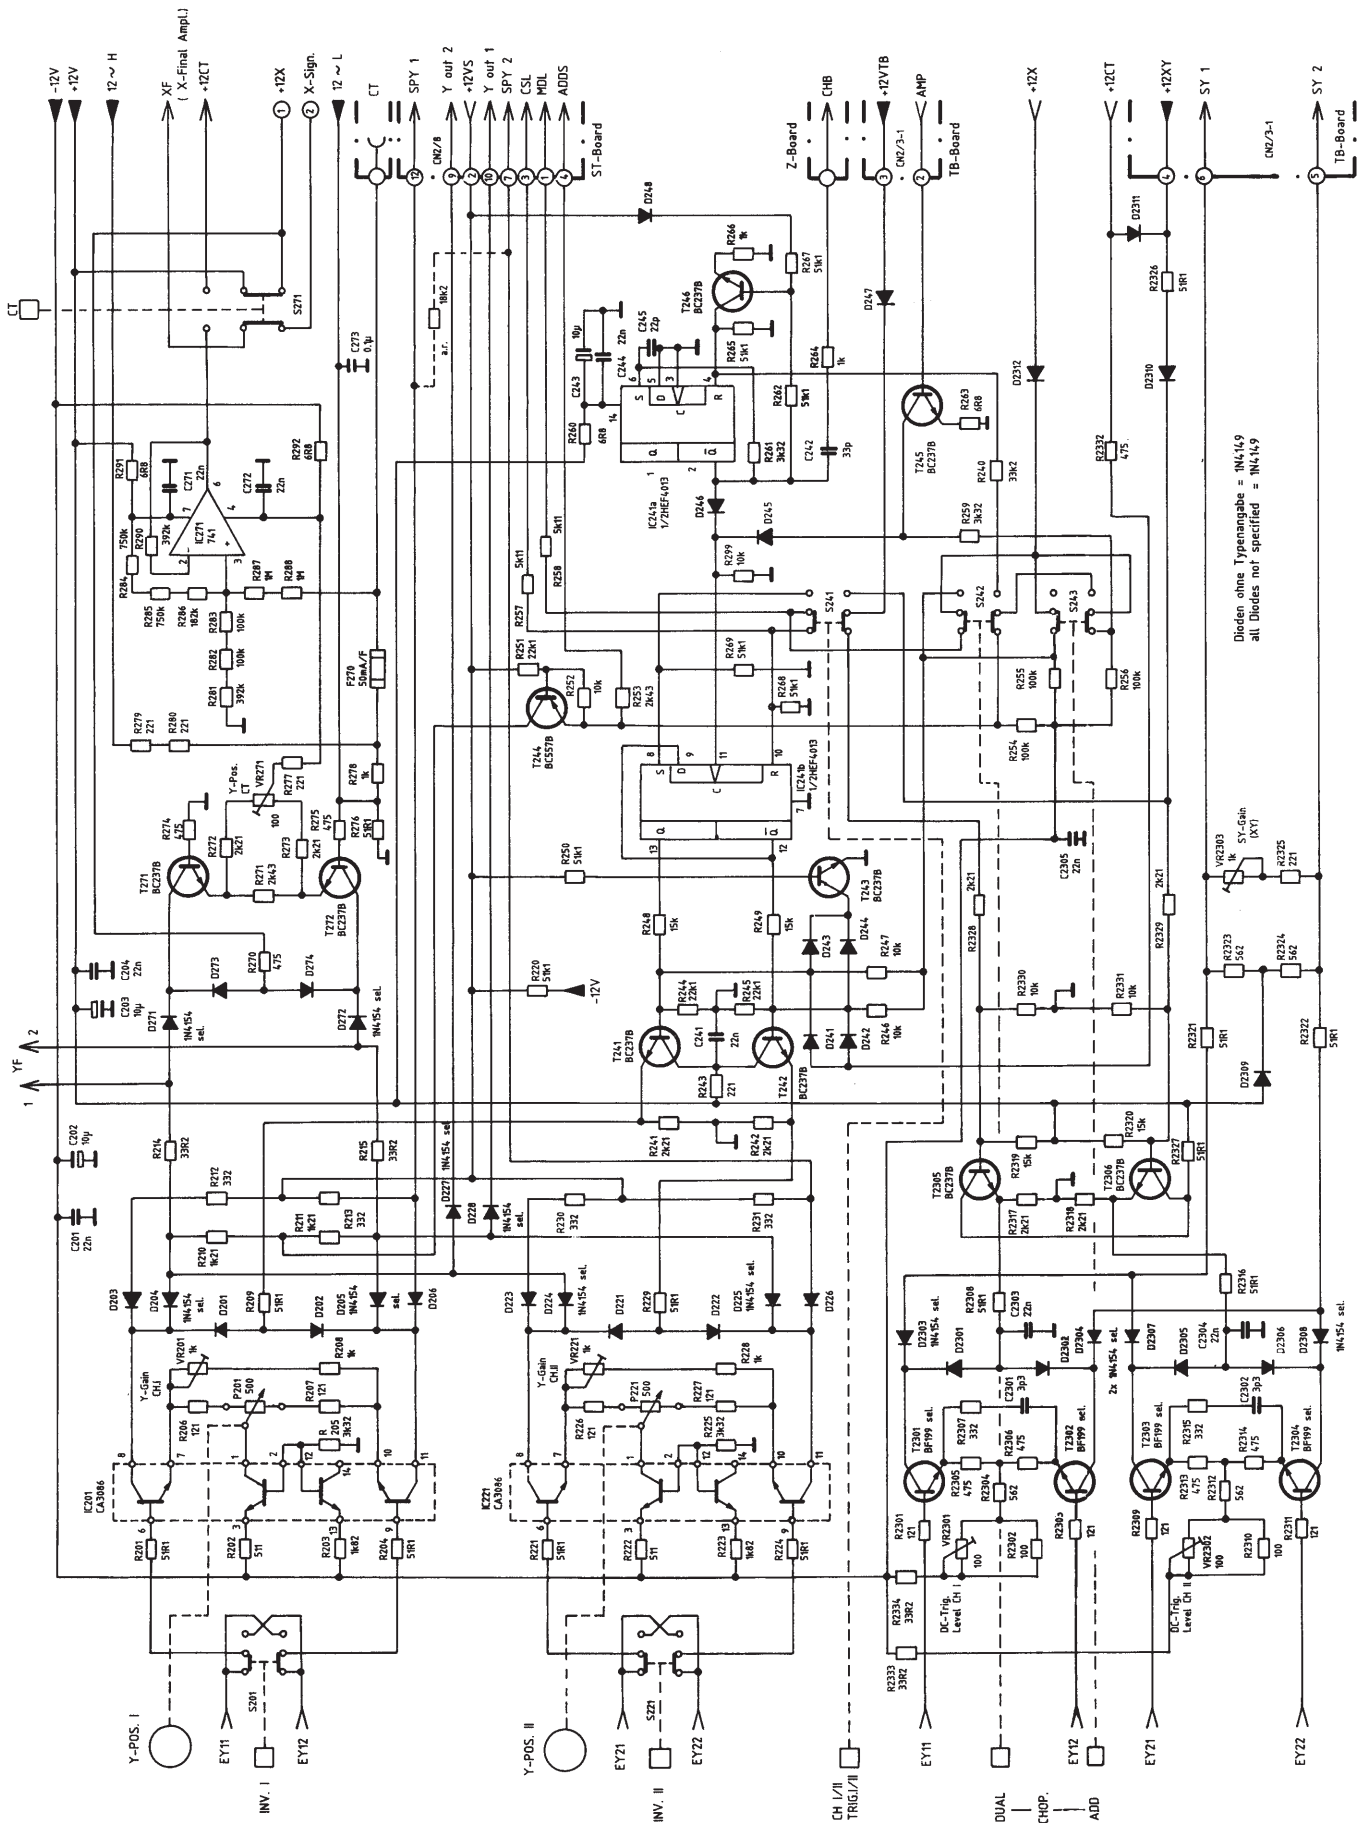 -12V
+12V
12 ~ H
XF
( X-Final Ampl.)
+12CT
+12X
X-Sign.
12 ~ L
CT
SPY 1
Y out 2
+12VS
Y out 1
SPY 2
CSL
MDL
ADDS
ST-Board
CN2/8
Z-Board
CHB
+12VTB
CN2/3-1
AMP
TB-Board
+12X
+12CT
+12XY
SY 1
CN2/3-1
SY 2
TB-Board
CT
S271
C273
0.1µ
18k2
a.r.
D248
R266
1k
T246
BC237B
R267
51k1
R265
51k1
R262
51k1
C245
22p
10µ
22n
C243
C244
R260
6R8
R261
3k32
IC241a
1/2HEF4013
C242
33p
R264
1k
D247
T245
BC237B
R263
6R8
R240
33k2
R259
3k32
D246
D245
R299
10k
S241
S242
S243
D2312
D2311
R2326
51R1
D2310
R2332
475
Dioden ohne Typenangabe = 1N4149
all Diodes not specified = 1N4149
R291
6R8
R292
6R8
C271
22n
C272
22n
IC271
741
R290
392k
750k
R284
R285
750k
R286
182k
R287
1M
R288
1M
R283
100k
R282
100k
R281
392k
F270
50mA/F
R279
221
R280
221
R278
1k
R277
221
VR271
Y-Pos.
CT
100
R274
475
R275
475
R276
51R1
R272
2k21
R273
2k21
R271
2k43
T271
BC237B
T272
BC237B
R270
475
D273
D274
D271
1N4154
sel.
D272
1N4154 sel.
C204
22n
C203
10µ
YF
1
2
5k11
R258
5k11
R257
R251
22k1
R252
10k
R253
2k43
T244
BC557B
R269
51k1
R268
51k1
R255
100k
R256
100k
R254
100k
IC241b
1/2HEF4013
R250
51k1
T243
BC237B
R248
15k
R249
15k
D243
D244
R247
10k
R246
10k
D241
D242
R244
22k1
R245
22k1
C241
22n
R243
221
T241
BC237B
T242
BC237B
R241
2k21
R242
2k21
R220
51k1
-12V
C2305
22n
2k21
R2328
2k21
R2329
R2330
10k
R2331
10k
VR2303
1k
SY-Gain
(XY)
R2325
221
R2323
562
R2324
562
R2321
51R1
R2322
51R1
D2309
C202
10µ
C201
22n
R214
33R2
R215
33R2
R212
332
R213
332
R211
1k21
R210
1k21
D203
D204
1N4154
sel.
D201
R209
51R1
D202
D205
1N4154
sel.
D206
D227
1N4154 sel.
D228
1N4154
sel.
R230
332
R231
332
D223
D224
1N4154 sel.
D221
R229
51R1
D222
D225
1N4154 sel.
D226
T2305
BC237B
T2306
BC237B
R2319
15k
R2320
15k
R2317
2k21
R2318
2k21
R2327
51R1
R2316
51R1
R2308
51R1
C2303
22n
C2304
22n
D2303
1N4154 sel.
D2301
D2302
D2304
2x 1N4154 sel.
D2307
D2305
D2306
D2308
1N4154 sel.
Y-Gain
CH.I
VR201
1k
R208
1k
R206
121
P201
500
R207
121
R
205
3k32
IC201
CA3086
R201
51R1
R202
511
R203
1k82
R204
51R1
Y-Gain
CH.II
VR221
1k
R228
1k
R226
121
P221
500
R227
121
R225
3k32
IC221
CA3086
R221
51R1
R222
511
R223
1k82
R224
51R1
T2301
BF199 sel.
T2302
BF199 sel.
T2303
BF199 sel.
T2304
BF199 sel.
R2307
332
C2301
3p3
R2306
475
R2305
475
R2304
562
R2315
332
C2302
3p3
R2314
475
R2313
475
R2312
562
R2301
121
R2303
121
R2309
121
R2311
121
VR2301
100
R2302
100
VR2302
100
R2310
100
R2334
33R2
R2333
33R2
DC-Trig.
Level CH I
DC-Trig.
Level CH II
Y-POS. I
EY11
S201
EY12
INV. I
Y-POS. II
EY21
S221
EY22
INV. II
CH I/II
TRIG.I/II
EY11
EY12
EY21
EY22
DUAL
CHOP.
ADD